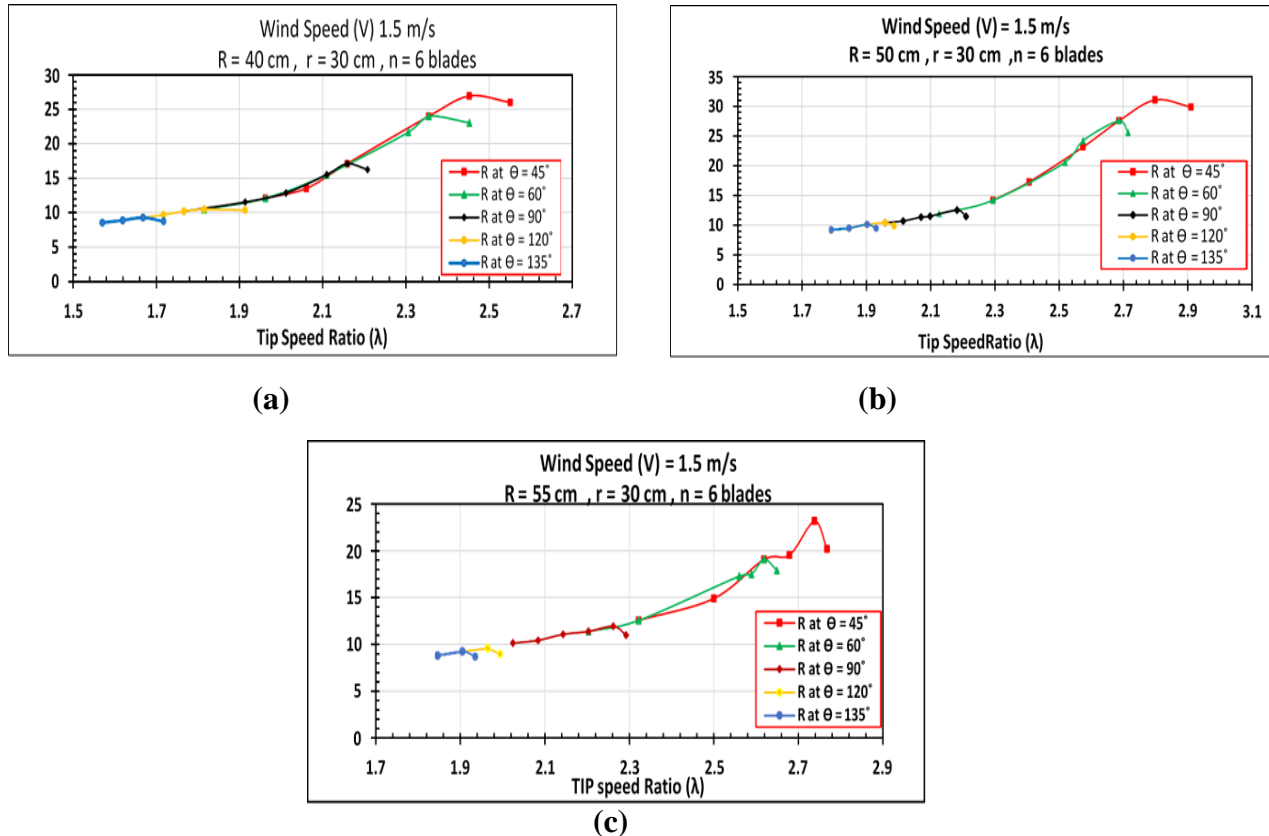 Wind Speed (V) 1.5 m/s
R = 40 cm , r = 30 cm , n = 6 blades
30
25
20
15
10
5
0
R at Θ = 45˚
R at Θ = 60˚
R at Θ = 90˚
R at Θ = 120˚
R at Θ = 135˚
1.5 1.7 1.9 2.1 2.3 2.5 2.7
Tip Speed Ratio (λ)
(a)
Wind Speed (V) = 1.5 m/s
R = 50 cm , r = 30 cm ,n = 6 blades
35
30
25
20
15
10
5
0
R at Θ = 45˚
R at Θ = 60˚
R at Θ = 90˚
R at Θ = 120˚
R at Θ = 135˚
1.5 1.7 1.9 2.1 2.3 2.5 2.7 2.9 3.1
Tip SpeedRatio (λ)
(b)
Wind Speed (V) = 1.5 m/s
R = 55 cm , r = 30 cm , n = 6 blades
25
20
15
10
5
0
R at Θ = 45˚
R at Θ = 60˚
R at Θ = 90˚
R at Θ = 120˚
R at Θ = 135˚
1.7 1.9 2.1 2.3 2.5 2.7 2.9
TIP speed Ratio (λ)
(c)